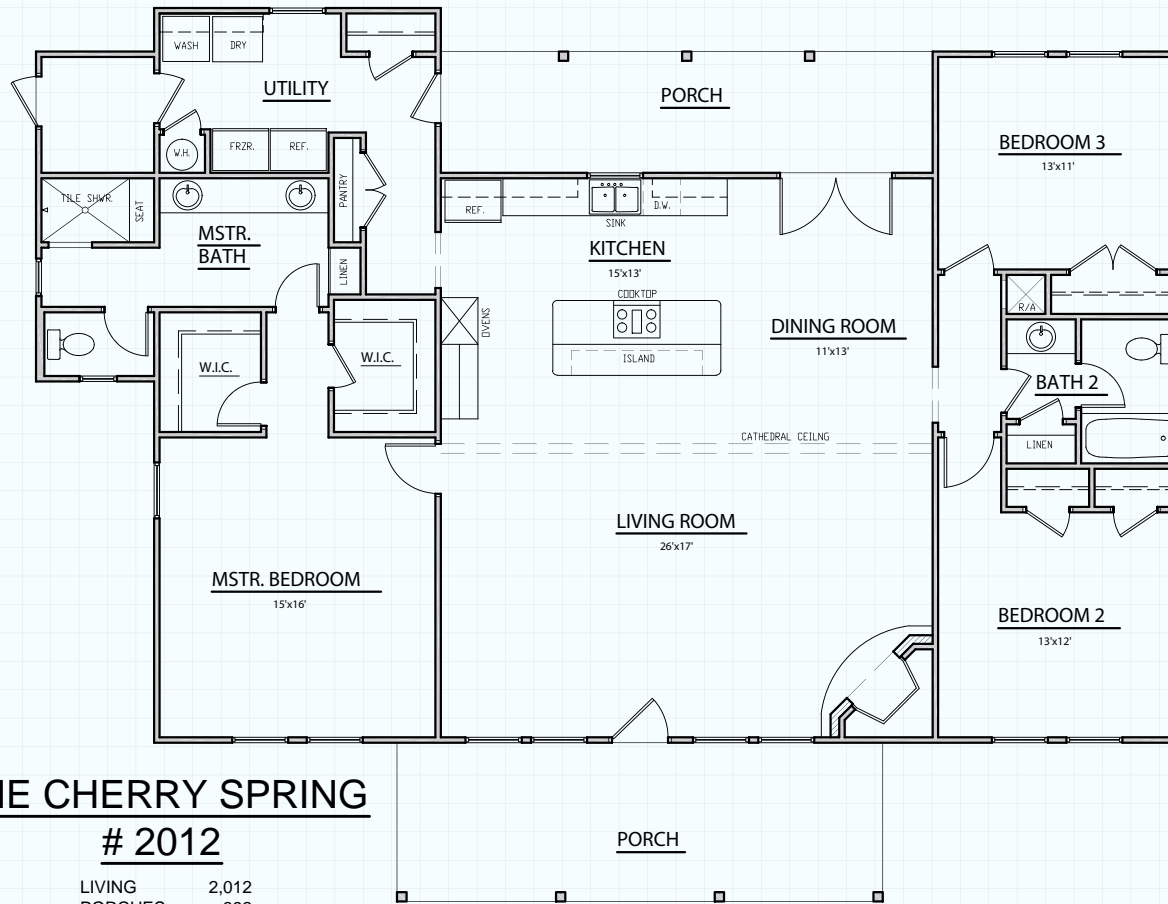 WASH
DRY
UTILITY
W.H.
FRZR.
REF.
PANTRY
TILE SHWR.
SEAT
MSTR.
BATH
LINEN
W.I.C.
W.I.C.
MSTR. BEDROOM
15'x16'
PORCH
REF.
SINK
D.W.
KITCHEN
15'x13'
COOKTOP
ISLAND
OVENS
DINING ROOM
11'x13'
CATHEDRAL CEILNG
LIVING ROOM
26'x17'
BEDROOM 3
13'x11'
R/A
BATH 2
LINEN
BEDROOM 2
13'x12'
PORCH
CHERRY SPRING
# 2012
LIVING 2,012